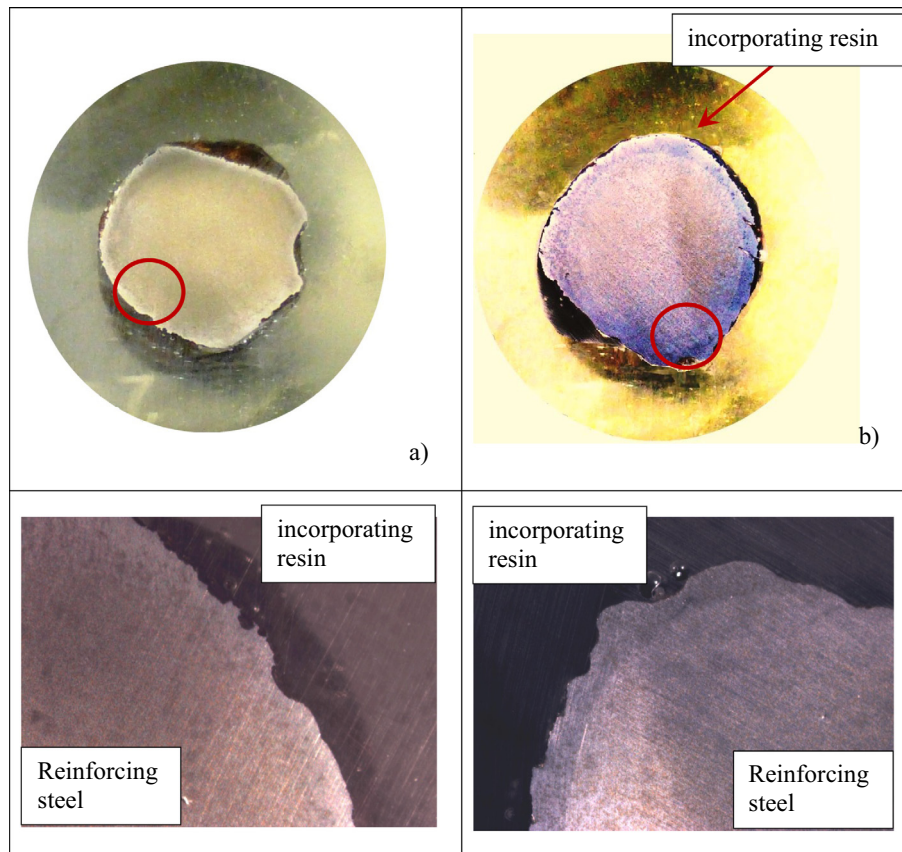 incorporating resin
a)
b)
incorporating
resin
Reinforcing
steel
incorporating
resin
Reinforcing
steel